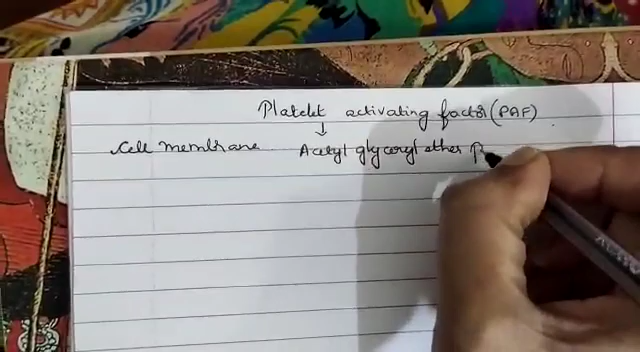 Platelet activating factor (PAF)
↓
Cell membrane Acetyl glyceryl ether p